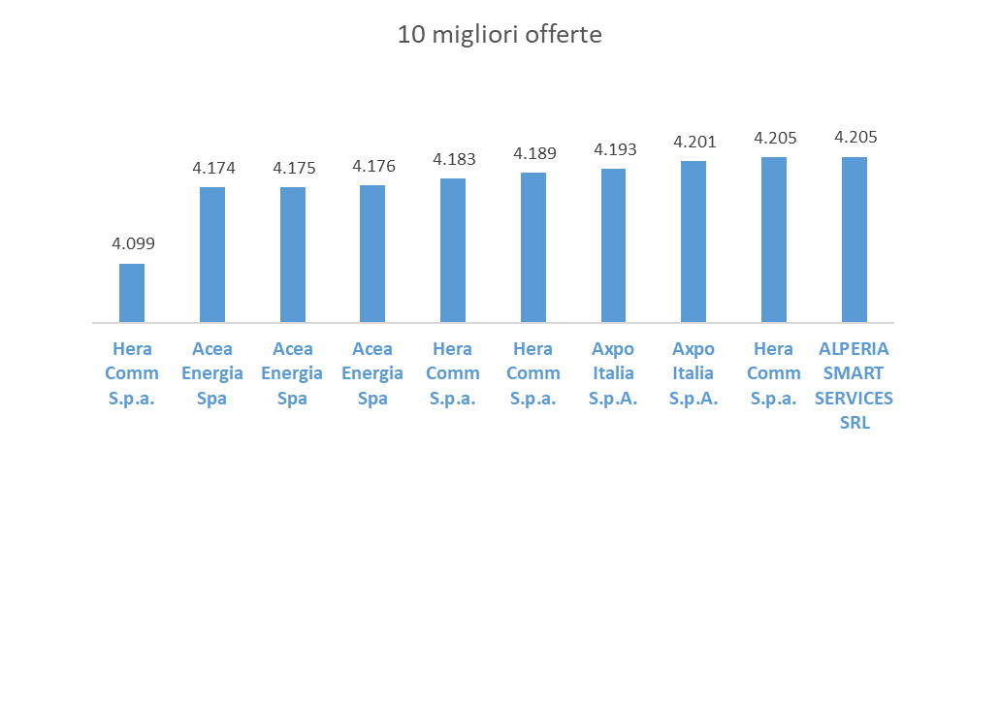 10 migliori offerte
4.099
4.174
4.175
4.176
4.183
4.189
4.193
4.201
4.205
4.205
Hera
Comm
S.p.a.
Acea
Energia
Spa
Acea
Energia
Spa
Acea
Energia
Spa
Hera
Comm
S.p.a.
Hera
Comm
S.p.a.
Axpo
Italia
S.p.A.
Axpo
Italia
S.p.A.
Hera
Comm
S.p.a.
ALPERIA
SMART
SERVICES
SRL